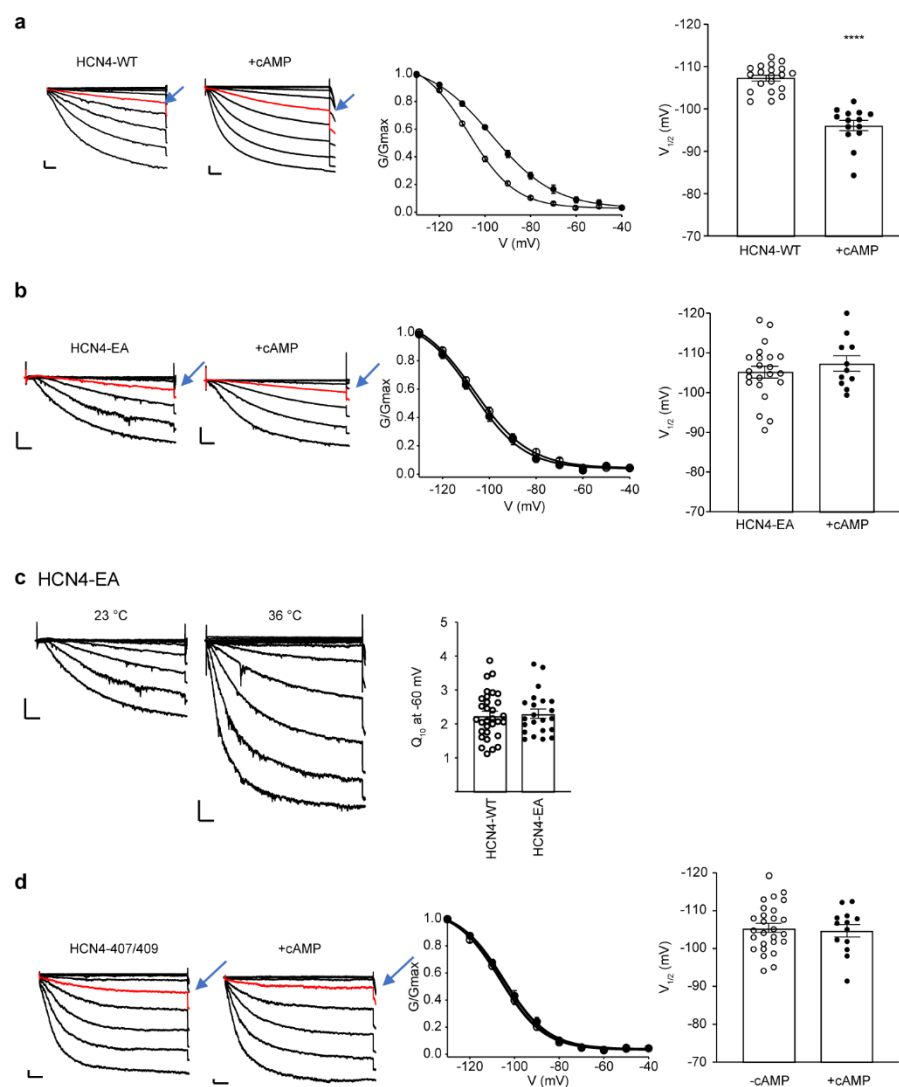 a
HCN4-WT
+cAMP
G/Gmax
1.0
0.8
0.6
0.4
0.2
0.0
-120 -100 -80 -60 -40
V (mV)
V1/2 (mV)
-120
-110
-100
-90
-80
-70
****
HCN4-WT +cAMP
b
HCN4-EA
+cAMP
G/Gmax
1.0
0.8
0.6
0.4
0.2
0.0
-120 -100 -80 -60 -40
V (mV)
V1/2 (mV)
-120
-110
-100
-90
-80
-70
HCN4-EA +cAMP
c HCN4-EA
23 °C
36 °C
Q10 at -60 mV
5
4
3
2
1
HCN4-WT
HCN4-EA
d
HCN4-407/409
+cAMP
G/Gmax
1.0
0.8
0.6
0.4
0.2
0.0
-120 -100 -80 -60 -40
V (mV)
V1/2 (mV)
-120
-110
-100
-90
-80
-70
-cAMP +cAMP